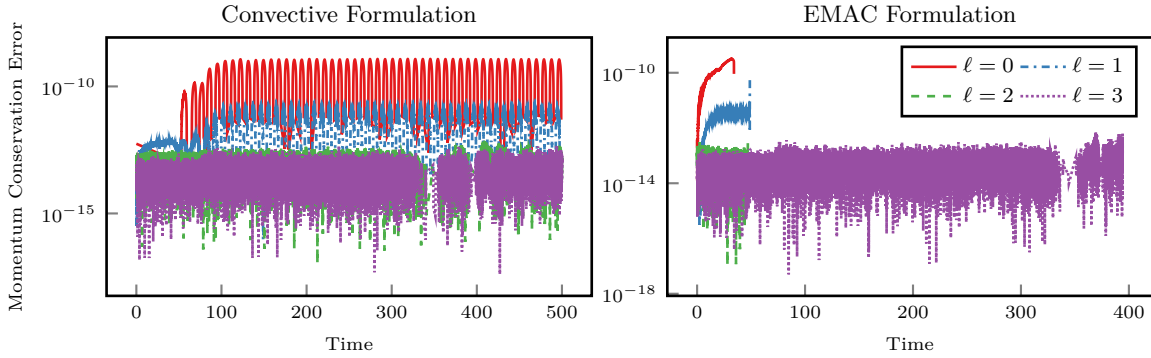 Convective Formulation
EMAC Formulation
Momentum Conservation Error
10⁻¹⁰
10⁻¹⁵
0 100 200 300 400 500
Time
10⁻¹⁰
10⁻¹⁴
10⁻¹⁸
0 100 200 300 400
Time
ℓ = 0 ℓ = 1
ℓ = 2 ℓ = 3